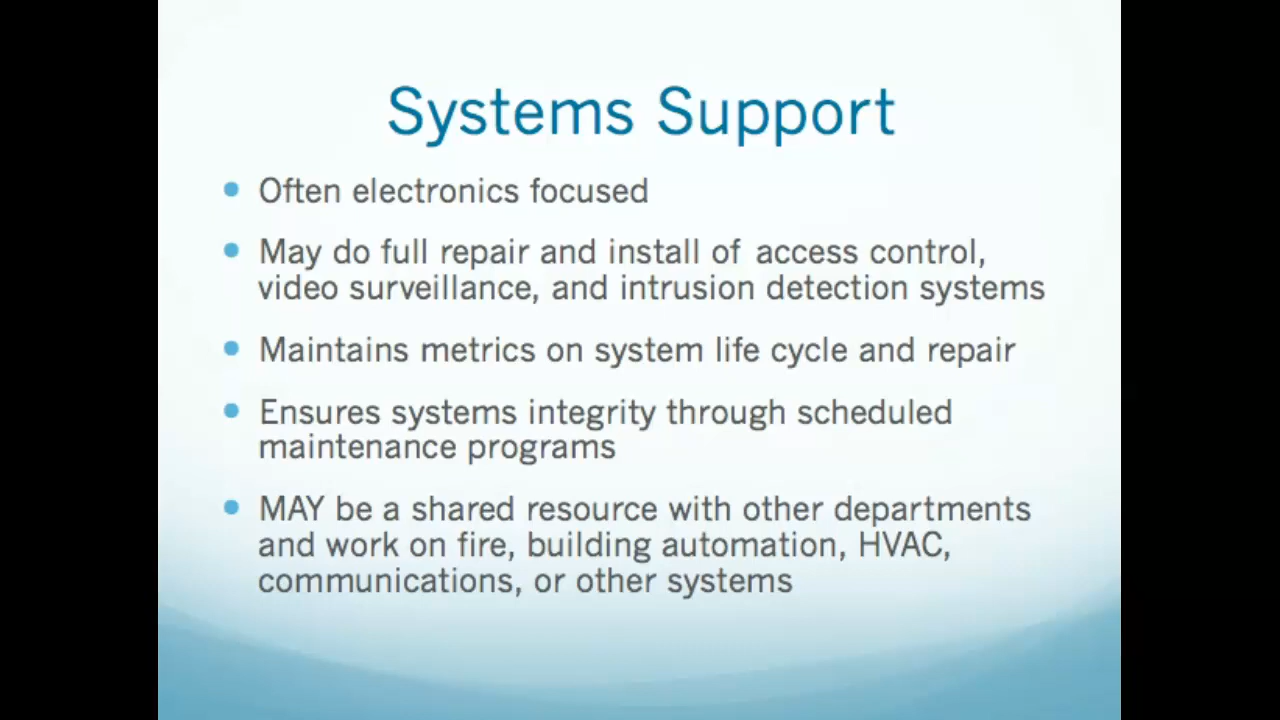 Systems Support
• Often electronics focused
• May do full repair and install of access control,
video surveillance, and intrusion detection systems
• Maintains metrics on system life cycle and repair
• Ensures systems integrity through scheduled
maintenance programs
• MAY be a shared resource with other departments
and work on fire, building automation, HVAC,
communications, or other systems